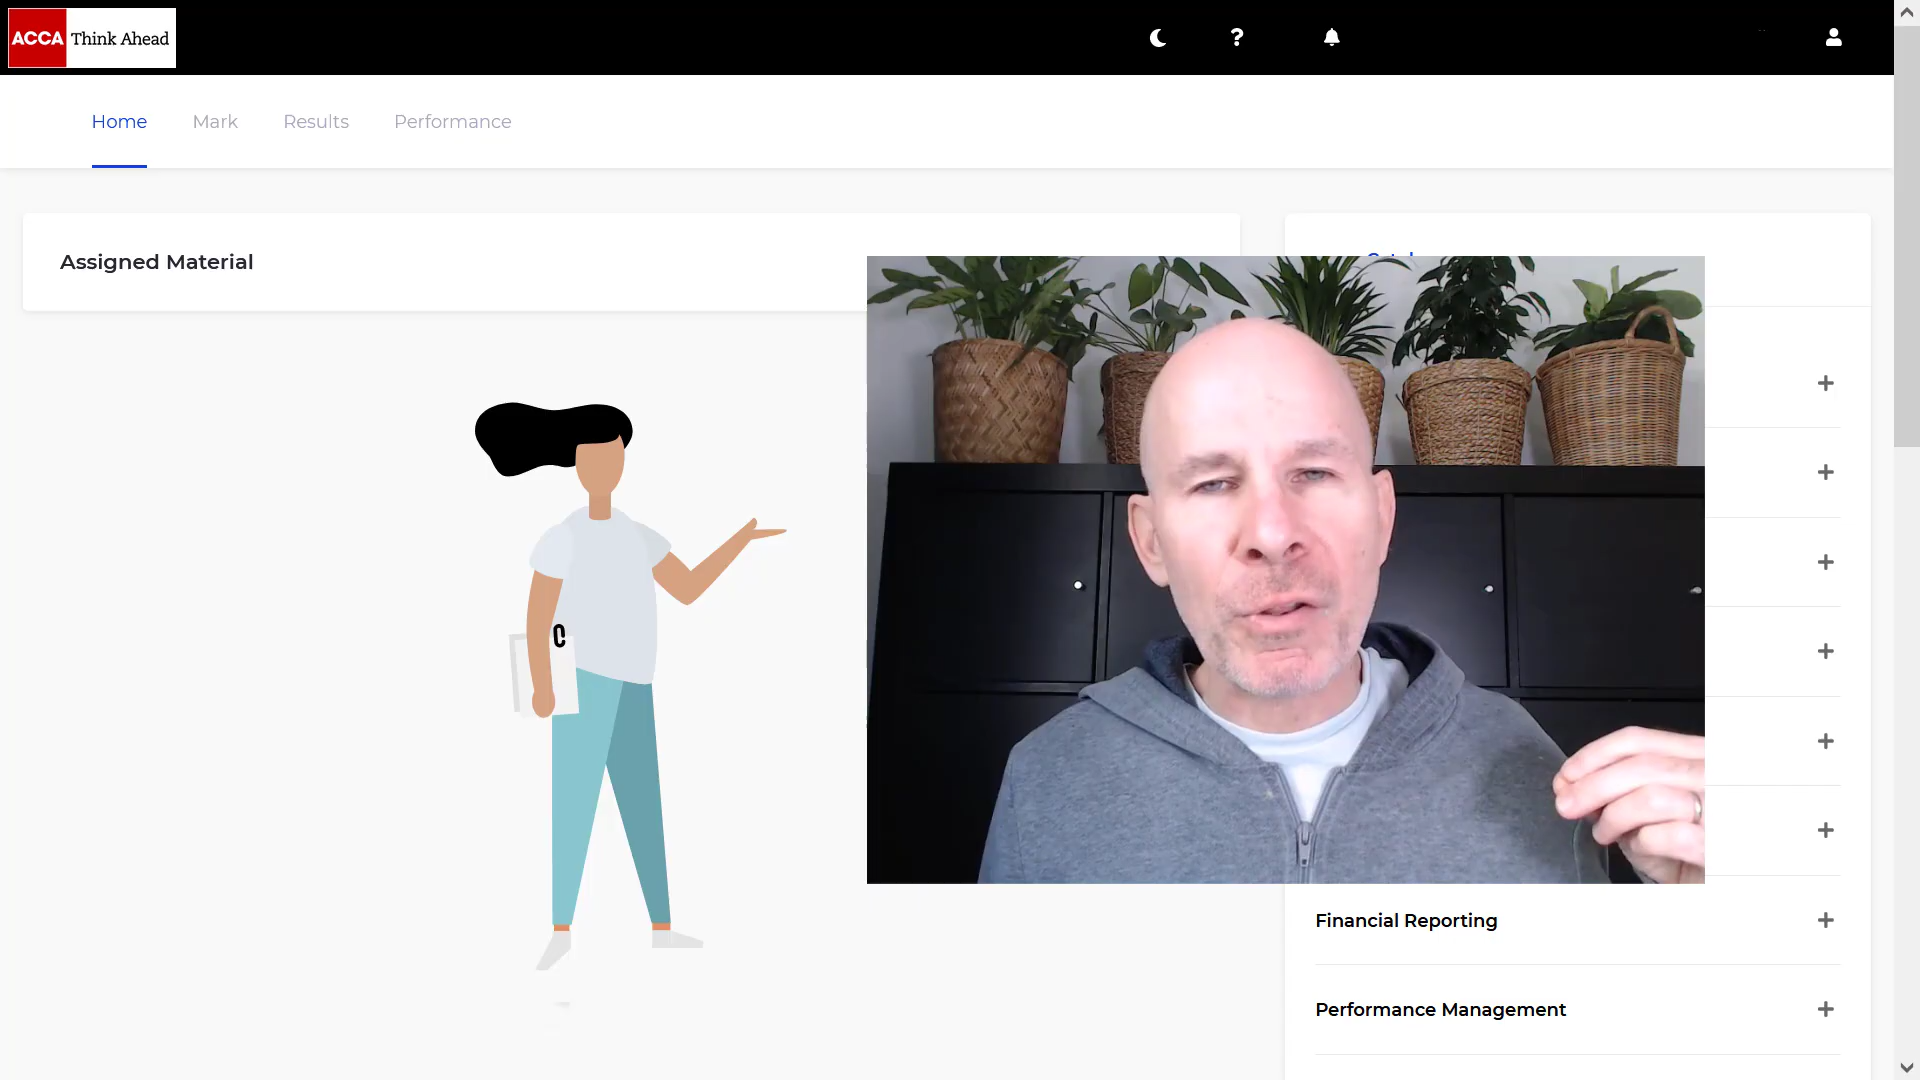 ACCA Think Ahead
Home Mark Results Performance
Assigned Material
Financial Reporting
Performance Management